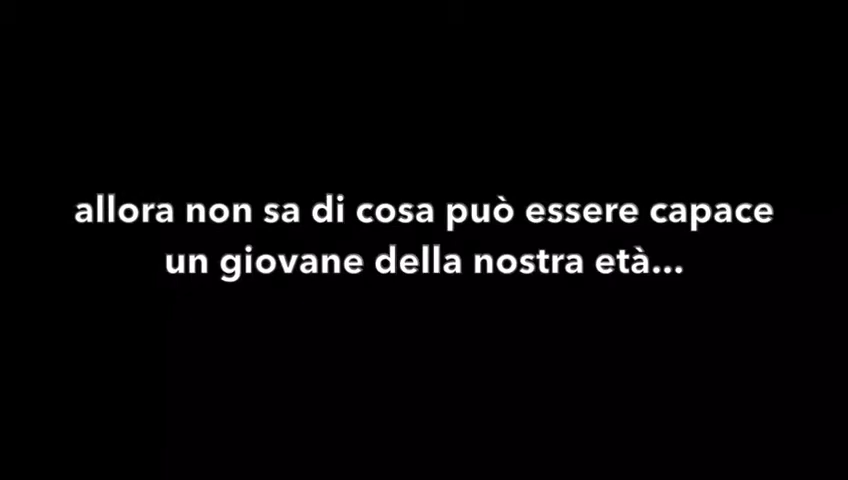 allora non sa di cosa può essere capace
un giovane della nostra età...